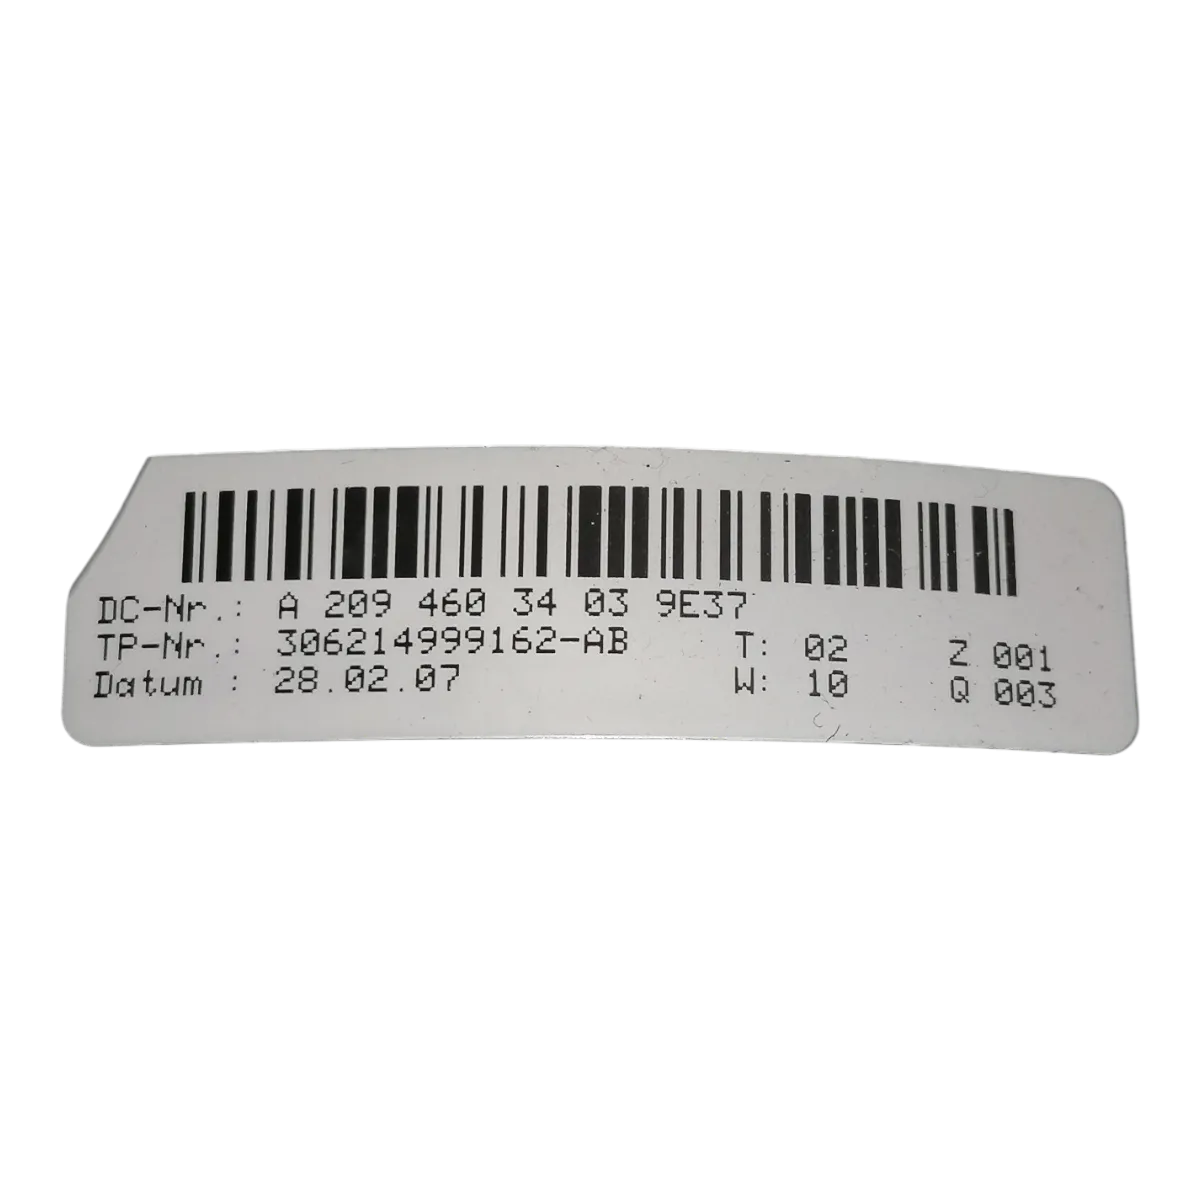 DC-Nr.: A 209 460 34 03 9E37
TP-Nr.: 306214999162-AB T: 02 Z 001
Datum : 28.02.07 W: 10 Q 003